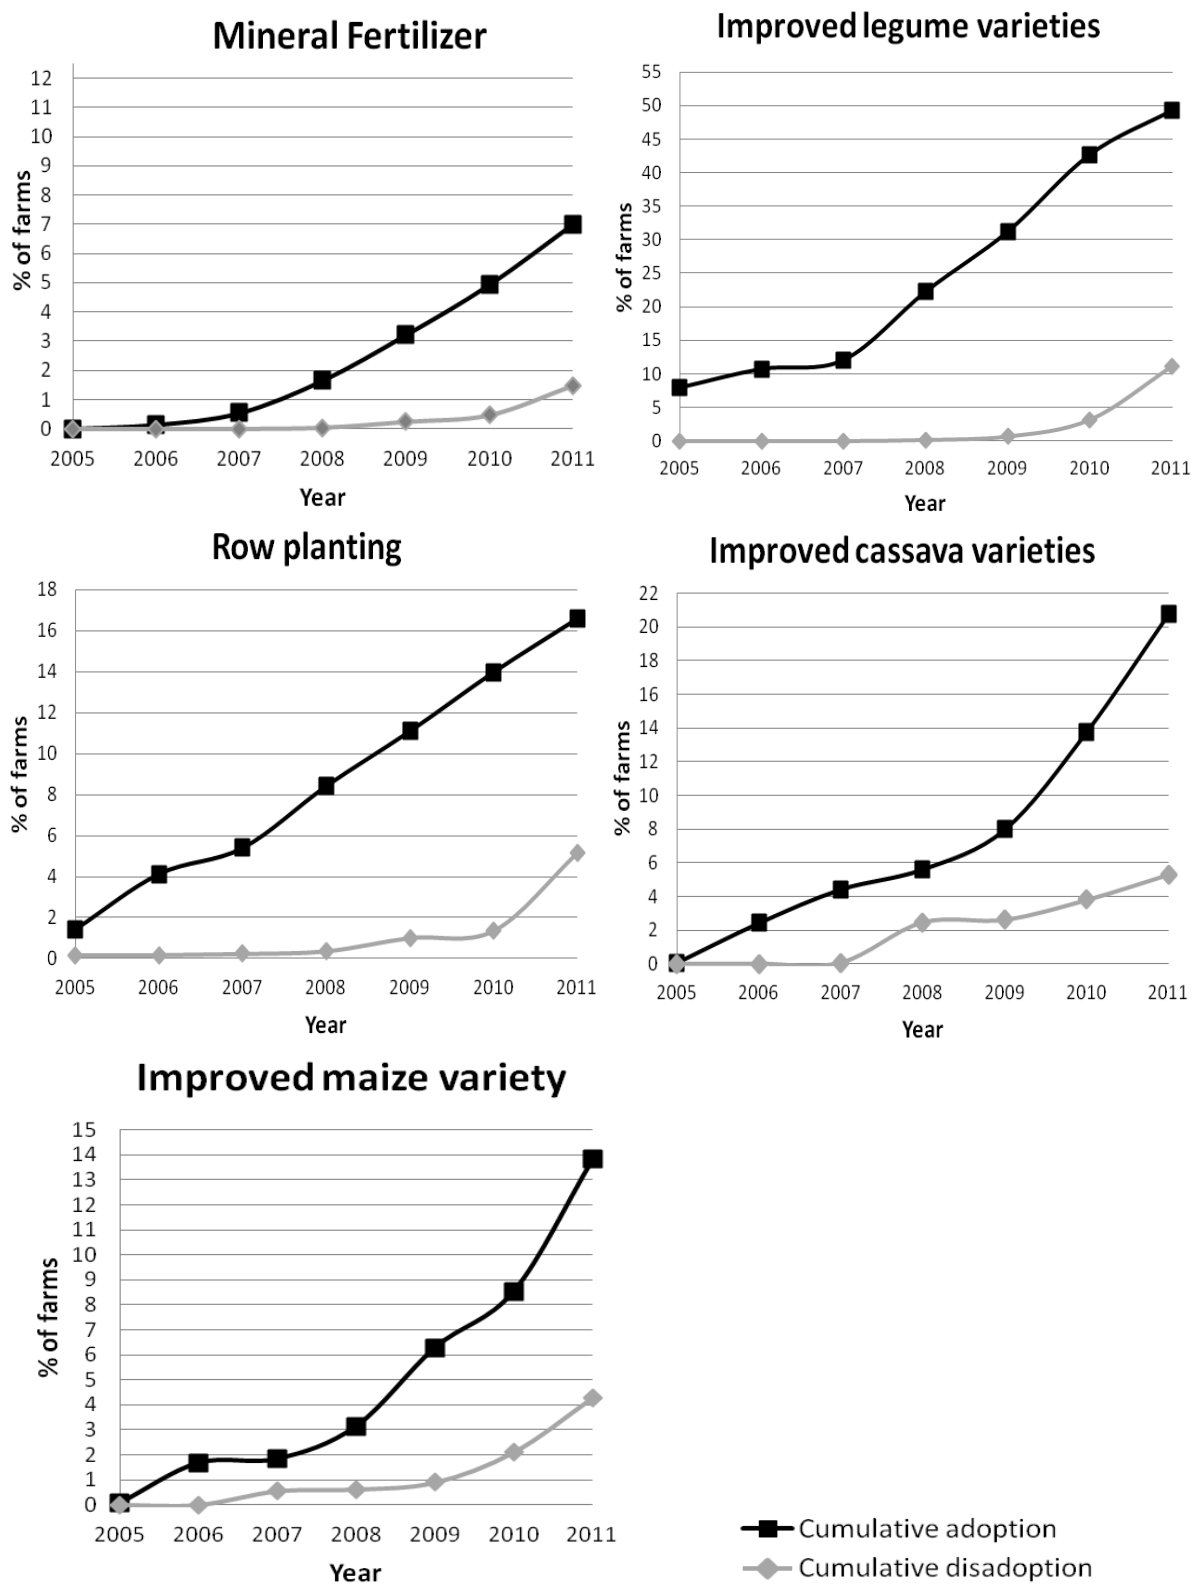 Mineral Fertilizer
12
11
10
9
8
7
6
5
4
3
2
1
0
% of farms
2005 2006 2007 2008 2009 2010 2011
Year
Improved legume varieties
55
50
45
40
35
30
25
20
15
10
5
0
% of farms
2005 2006 2007 2008 2009 2010 2011
Year
Row planting
18
16
14
12
10
8
6
4
2
0
% of farms
2005 2006 2007 2008 2009 2010 2011
Year
Improved cassava varieties
22
20
18
16
14
12
10
8
6
4
2
0
% of farms
2005 2006 2007 2008 2009 2010 2011
Year
Improved maize variety
15
14
13
12
11
10
9
8
7
6
5
4
3
2
1
0
% of farms
2005 2006 2007 2008 2009 2010 2011
Year
Cumulative adoption
Cumulative disadoption